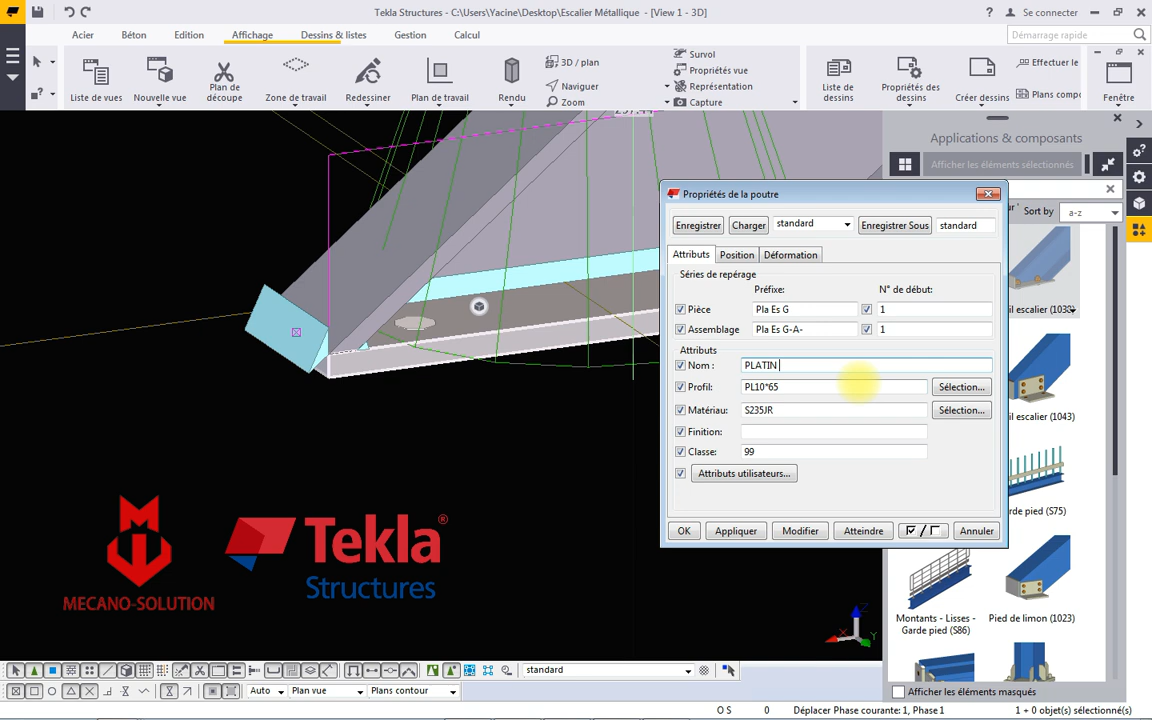 Tekla Structures - C:\Users\Yacine\Desktop\Escalier Métallique - [View 1 - 3D]
? Se connecter
Acier Béton Edition Affichage Dessins & listes Gestion Calcul
Démarrage rapide
Liste de vues
Nouvelle vue
Plan de découpe
Zone de travail
Redessiner
Plan de travail
3D / plan
Naviguer
Zoom
Rendu
Survol
Propriétés vue
Représentation
Capture
Liste de dessins
Propriétés des dessins
Créer dessins
Effectuer le
Plans compo
Fenêtre
Applications & composants
Afficher les éléments sélectionnés
Sort by a-z
Propriétés de la poutre
Enregistrer Charger standard Enregistrer Sous standard
Attributs Position Déformation
Séries de repérage
Préfixe: N° de début:
Pièce Pla Es G 1
Assemblage Pla Es G-A- 1
Attributs
Nom : PLATIN
Profil: PL10*65 Sélection...
Matériau: S235JR Sélection...
Finition:
Classe: 99
Attributs utilisateurs...
OK Appliquer Modifier Atteindre / Annuler
il escalier (1043)
rde pied (S75)
Montants - Lisses - Garde pied (S86)
Pied de limon (1023)
Afficher les éléments masqués
MECANO-SOLUTION
Tekla®
Structures
Z
X
Y
standard
Auto Plan vue Plans contour
O S 0 Déplacer Phase courante: 1, Phase 1 1 + 0 objet(s) sélectionné(s)